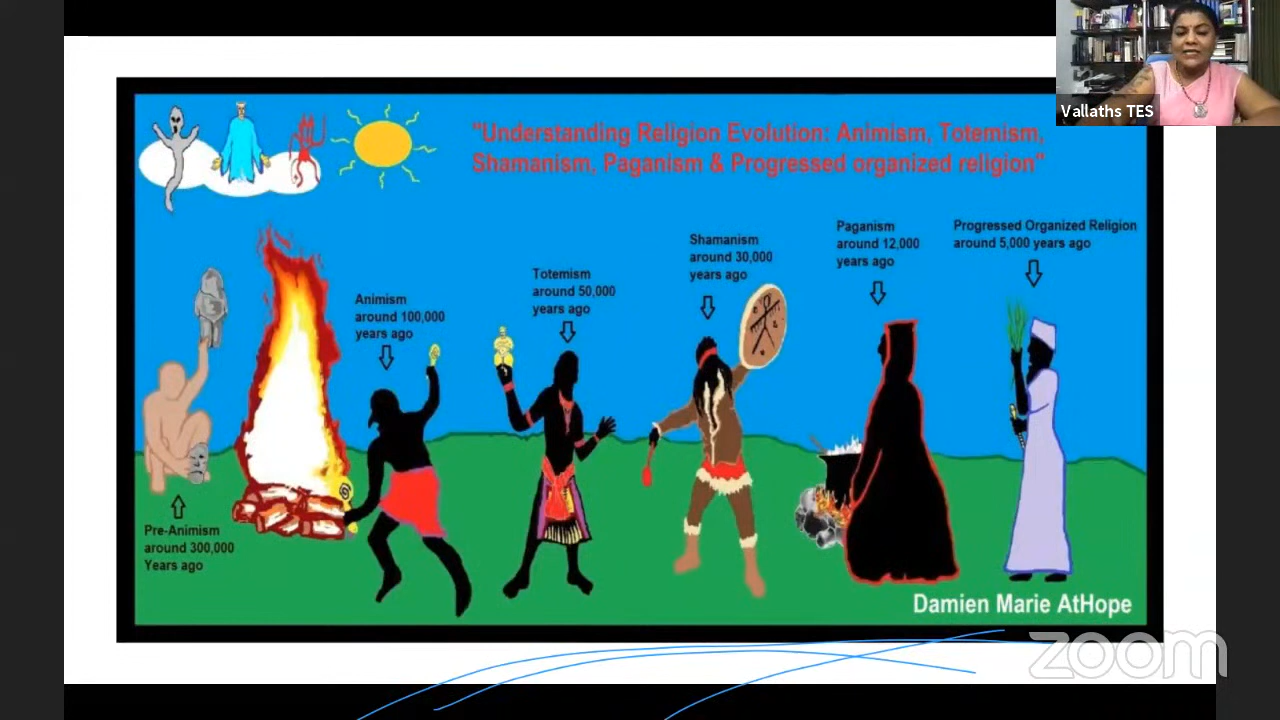 Vallaths TES
"Understanding Religion Evolution: Animism, Totemism,
Shamanism, Paganism & Progressed organized religion"
Paganism
around 12,000
years ago
Progressed Organized Religion
around 5,000 years ago
Shamanism
around 30,000
years ago
Totemism
around 50,000
years ago
Animism
around 100,000
years ago
Pre-Animism
around 300,000
Years ago
Damien Marie AtHope
zoom